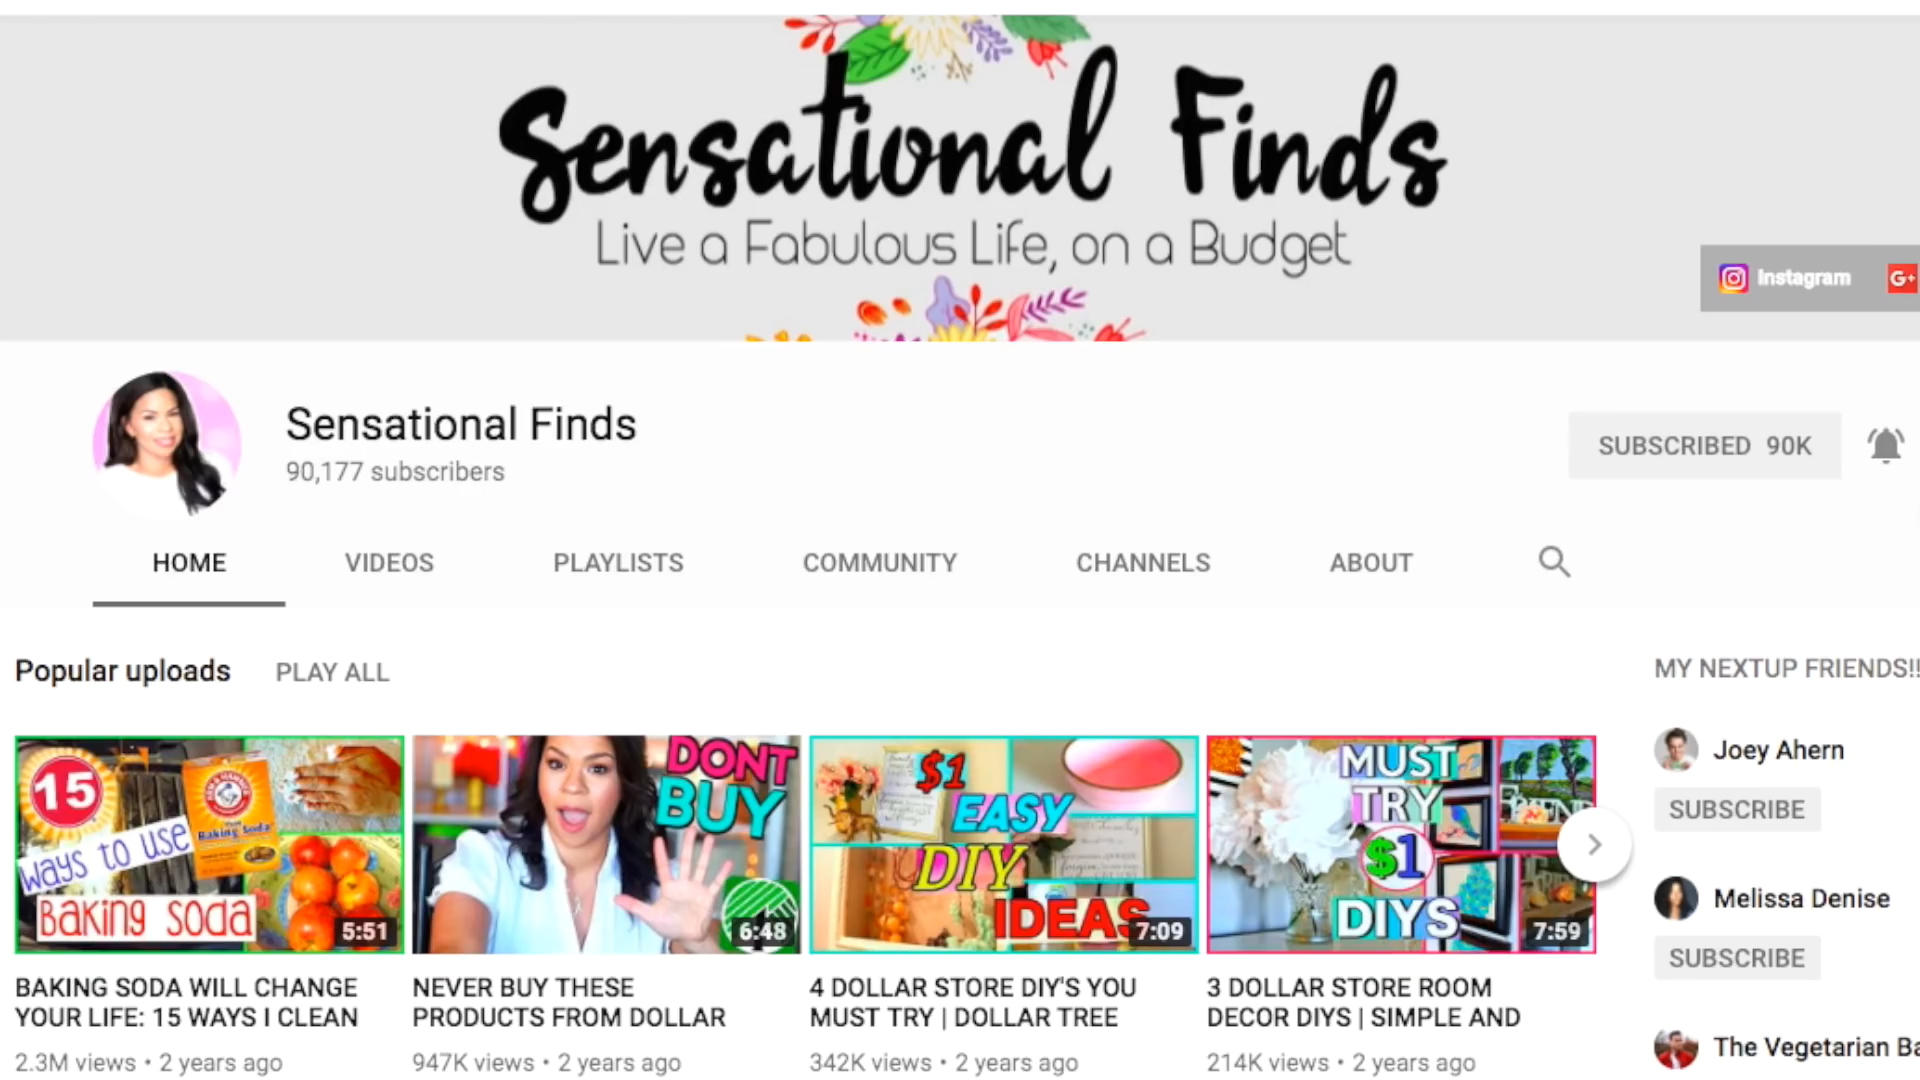 Sensational Finds
Live a Fabulous Life, on a Budget
Instagram
G+
Sensational Finds
90,177 subscribers
SUBSCRIBED 90K
HOME VIDEOS PLAYLISTS COMMUNITY CHANNELS ABOUT
Popular uploads PLAY ALL
15
ways to use
Baking Soda
Baking Soda
5:51
BAKING SODA WILL CHANGE
YOUR LIFE: 15 WAYS I CLEAN
2.3M views • 2 years ago
DONT
BUY
6:48
NEVER BUY THESE
PRODUCTS FROM DOLLAR
947K views • 2 years ago
$1
EASY
DIY
IDEAS
7:09
4 DOLLAR STORE DIY'S YOU
MUST TRY | DOLLAR TREE
342K views • 2 years ago
MUST
TRY
$1
DIYS
7:59
3 DOLLAR STORE ROOM
DECOR DIYS | SIMPLE AND
214K views • 2 years ago
MY NEXTUP FRIENDS!!
Joey Ahern
SUBSCRIBE
Melissa Denise
SUBSCRIBE
The Vegetarian Ba